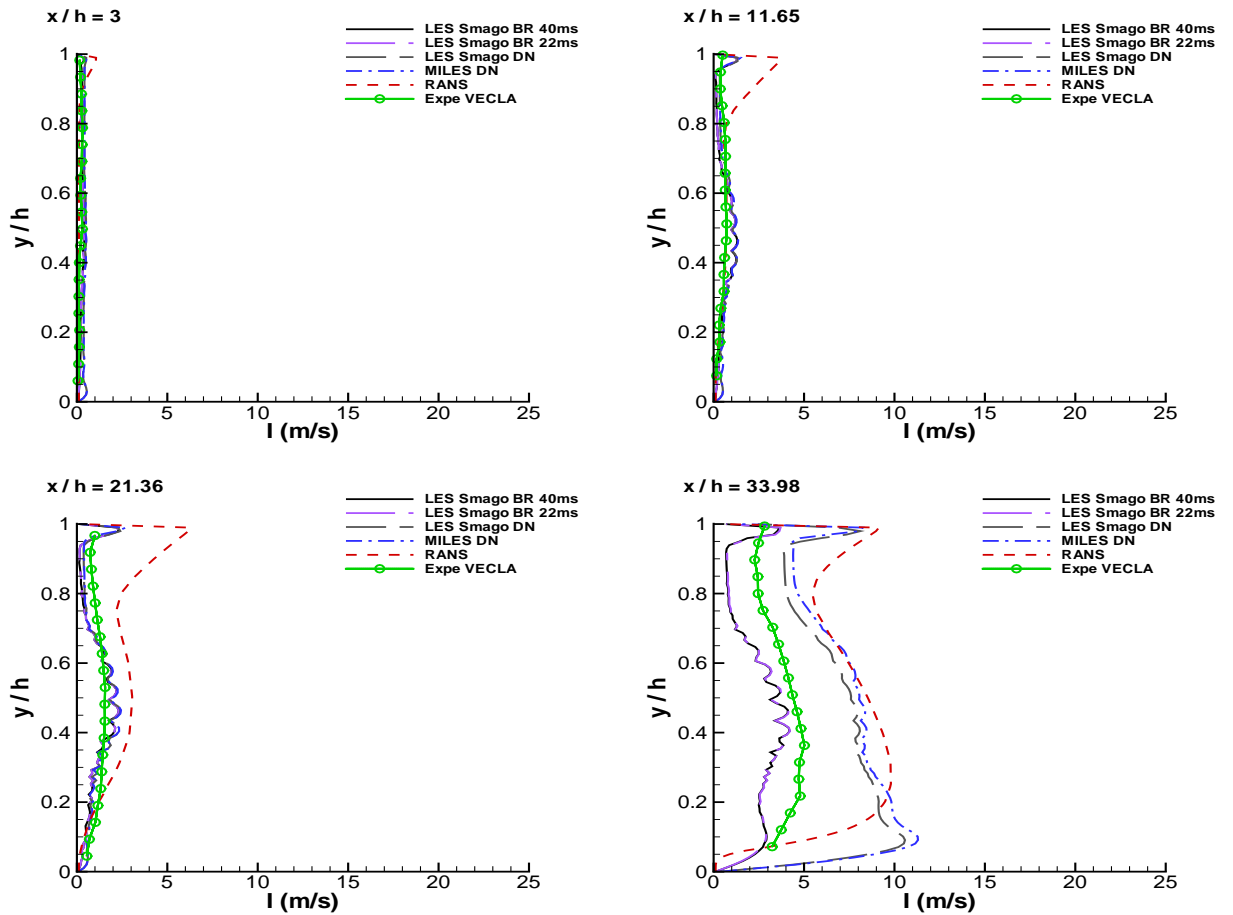 x / h = 3
LES Smago BR 40ms
LES Smago BR 22ms
LES Smago DN
MILES DN
RANS
Expe VECLA
1
0.8
0.6
0.4
0.2
0
y / h
0 5 10 15 20 25
I (m/s)
x / h = 11.65
LES Smago BR 40ms
LES Smago BR 22ms
LES Smago DN
MILES DN
RANS
Expe VECLA
1
0.8
0.6
0.4
0.2
0
y / h
0 5 10 15 20 25
I (m/s)
x / h = 21.36
LES Smago BR 40ms
LES Smago BR 22ms
LES Smago DN
MILES DN
RANS
Expe VECLA
1
0.8
0.6
0.4
0.2
0
y / h
0 5 10 15 20 25
I (m/s)
x / h = 33.98
LES Smago BR 40ms
LES Smago BR 22ms
LES Smago DN
MILES DN
RANS
Expe VECLA
1
0.8
0.6
0.4
0.2
0
y / h
0 5 10 15 20 25
I (m/s)